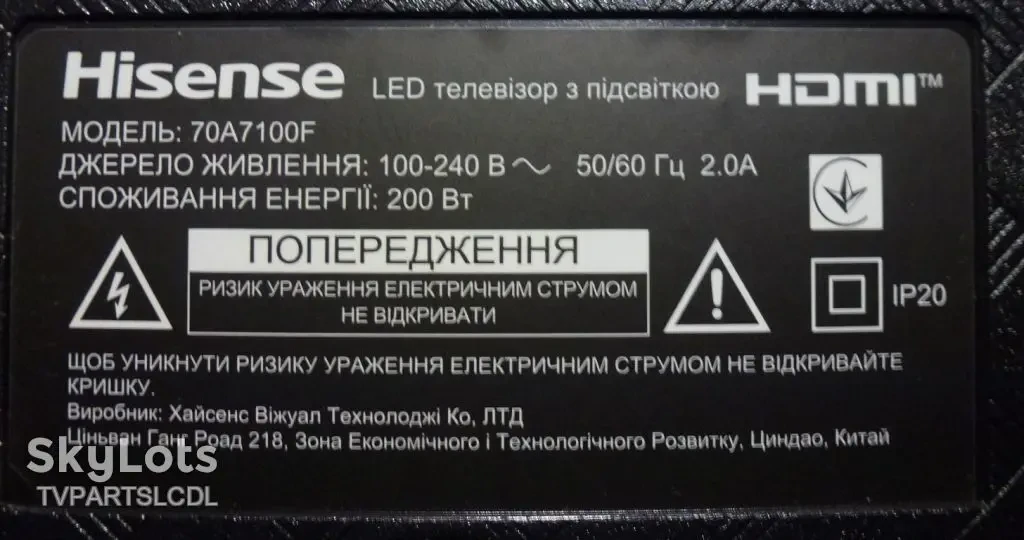 Hisense LED телевізор з підсвіткою HDMI™
МОДЕЛЬ: 70A7100F
ДЖЕРЕЛО ЖИВЛЕННЯ: 100-240 В ~ 50/60 Гц 2.0А
СПОЖИВАННЯ ЕНЕРГІЇ: 200 Вт
ПОПЕРЕДЖЕННЯ
РИЗИК УРАЖЕННЯ ЕЛЕКТРИЧНИМ СТРУМОМ
НЕ ВІДКРИВАТИ
IP20
ЩОБ УНИКНУТИ РИЗИКУ УРАЖЕННЯ ЕЛЕКТРИЧНИМ СТРУМОМ НЕ ВІДКРИВАЙТЕ
КРИШКУ.
Виробник: Хайсенс Віжуал Технолоджі Ко, ЛТД
Ціньван Ганг Роад 218, Зона Економічного і Технологічного Розвитку, Циндао, Китай
SkyLots
TVPARTSLCDL